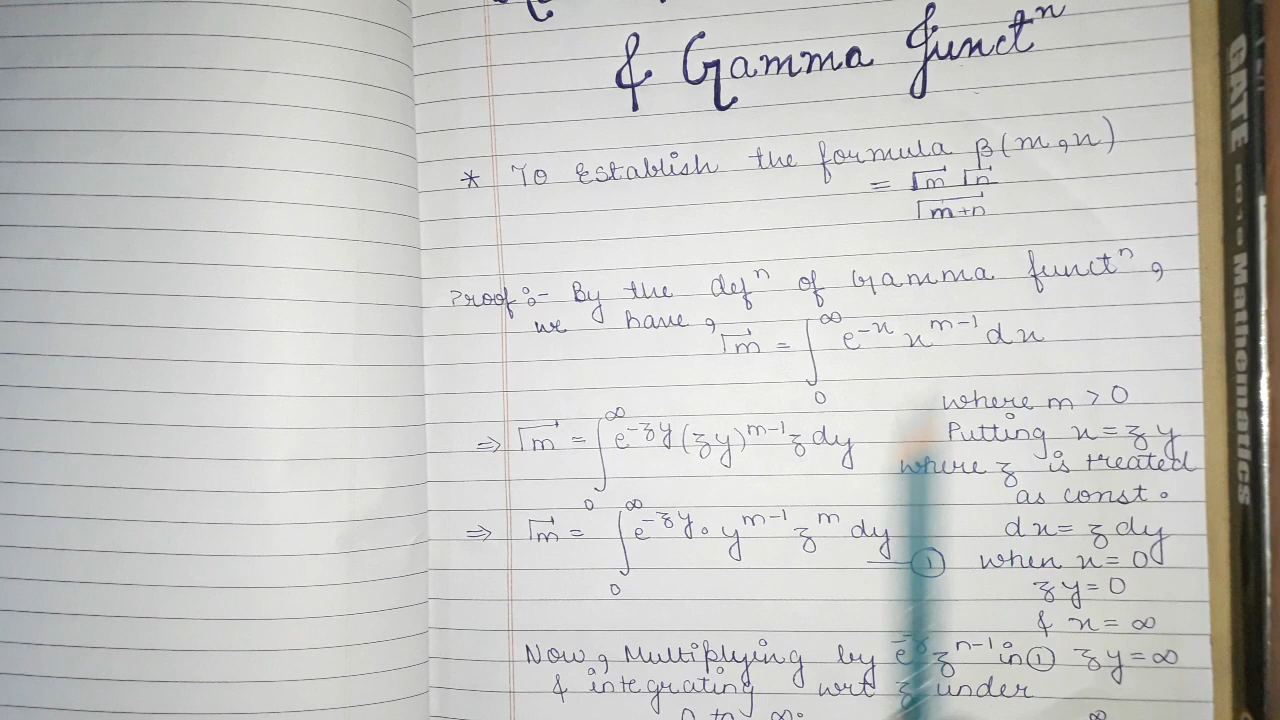 & Gamma functⁿ
* To Establish the formula β(m,n)
= Γm Γn / Γm+n
Proof :- By the defⁿ of Gamma functⁿ,
we have, Γm = ∫₀^∞ e^-x x^m-1 dx
where m > 0
⇒ Γm = ∫₀^∞ e^-zy (zy)^m-1 z dy
Putting x = zy
where z is treated
as const.
⇒ Γm = ∫₀^∞ e^-zy . y^m-1 z^m dy — ①
dx = z dy
when x = 0
zy = 0
& x = ∞
zy = ∞
Now, Multiplying by e^-z z^n-1 in ①
& integrating wrt z under
GATE Mathematics